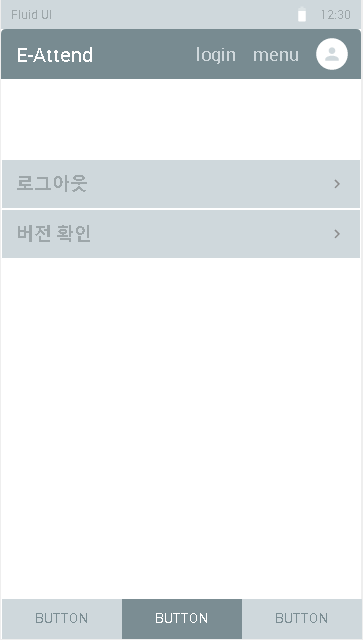 Fluid UI 12:30
E-Attend login menu
로그아웃
버전 확인
BUTTON BUTTON BUTTON